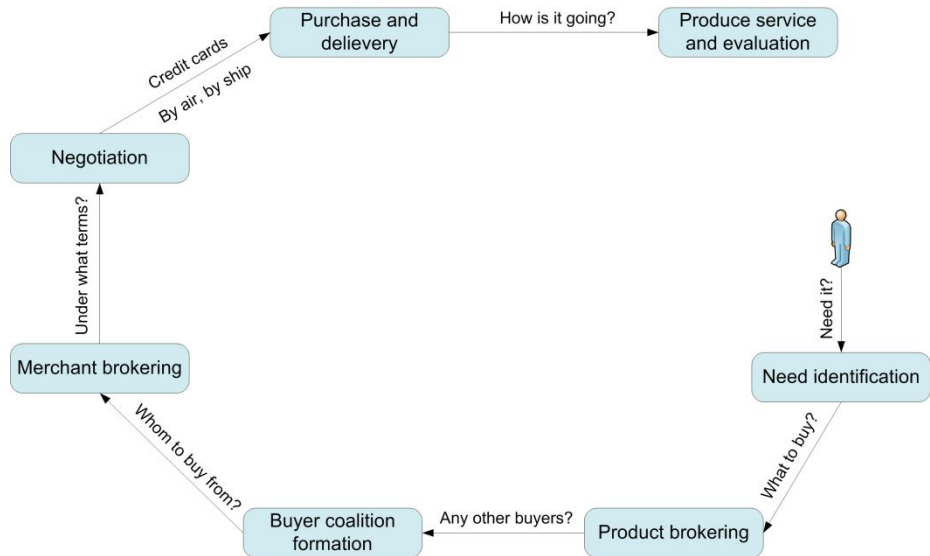 Purchase and
delievery
How is it going?
Produce service
and evaluation
Credit cards
By air, by ship
Negotiation
Under what terms?
Need it?
Merchant brokering
Need identification
Whom to buy from?
What to buy?
Buyer coalition
formation
Any other buyers?
Product brokering